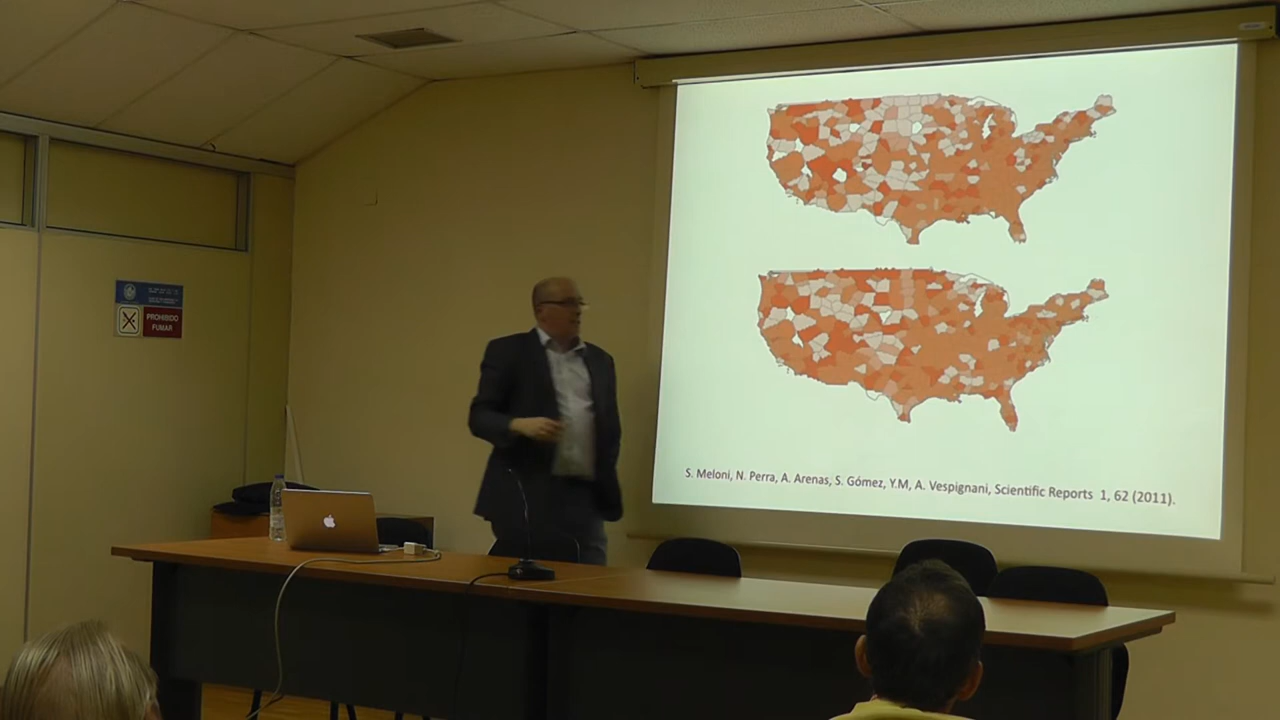 PROHIBIDO
FUMAR
S. Meloni, N. Perra, A. Arenas, S. Gómez, Y.M, A. Vespignani, Scientific Reports 1, 62 (2011).